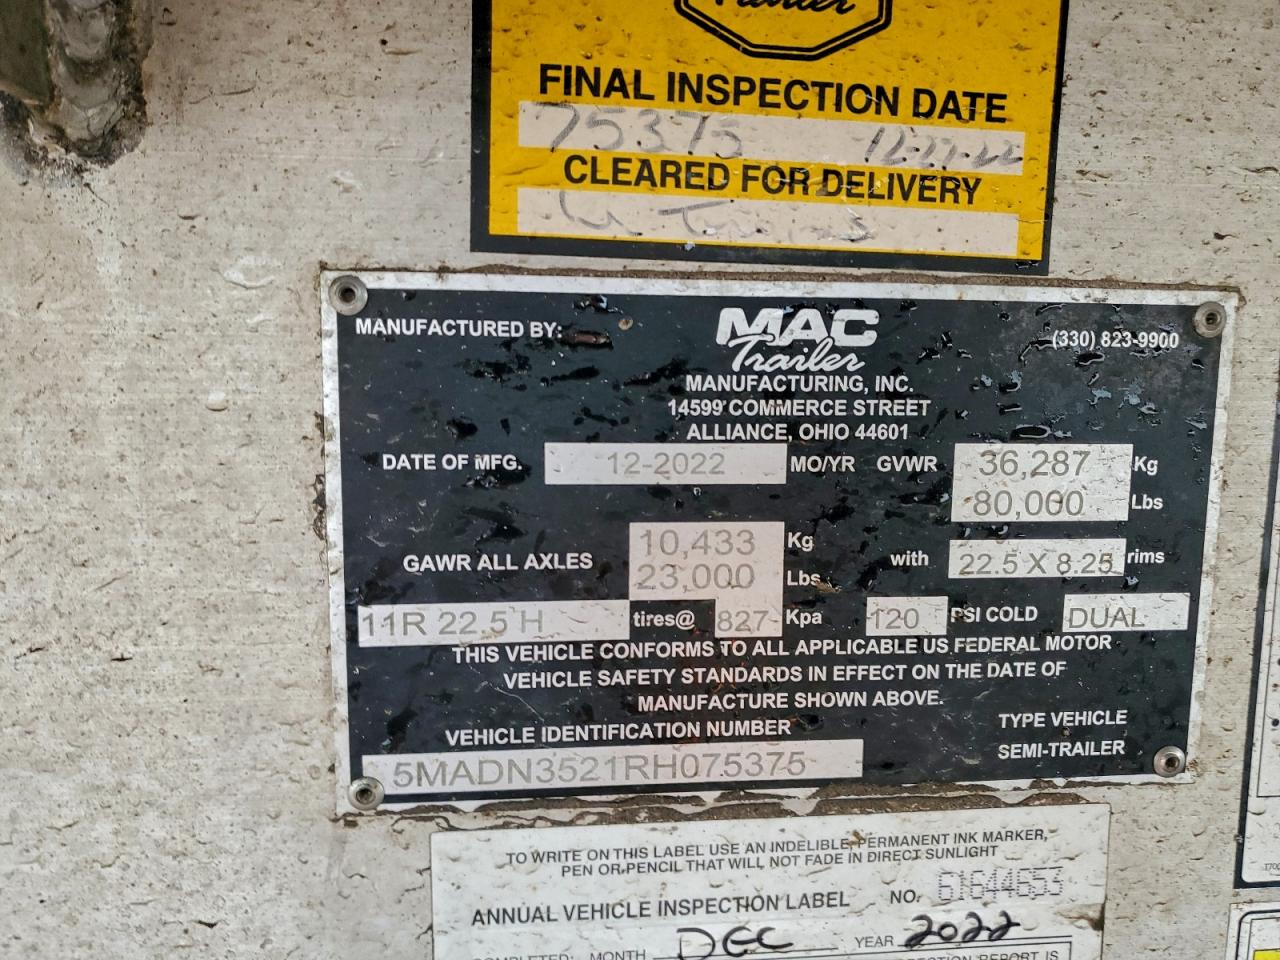 Trailer
FINAL INSPECTION DATE
75375 12-27-22
CLEARED FOR DELIVERY
MANUFACTURED BY:
MAC
Trailer
(330) 823-9900
MANUFACTURING, INC.
14599 COMMERCE STREET
ALLIANCE, OHIO 44601
DATE OF MFG. 12-2022 MO/YR GVWR 36,287 Kg
80,000 Lbs
GAWR ALL AXLES 10,433 Kg
23,000 Lbs with 22.5 X 8.25 rims
11R 22.5 H tires@ 827 Kpa 120 PSI COLD DUAL
THIS VEHICLE CONFORMS TO ALL APPLICABLE US FEDERAL MOTOR
VEHICLE SAFETY STANDARDS IN EFFECT ON THE DATE OF
MANUFACTURE SHOWN ABOVE.
VEHICLE IDENTIFICATION NUMBER
5MADN3521RH075375
TYPE VEHICLE
SEMI-TRAILER
TO WRITE ON THIS LABEL USE AN INDELIBLE, PERMANENT INK MARKER,
PEN OR PENCIL THAT WILL NOT FADE IN DIRECT SUNLIGHT
ANNUAL VEHICLE INSPECTION LABEL NO. 61644653
COMPLETED: MONTH DEC YEAR 2022